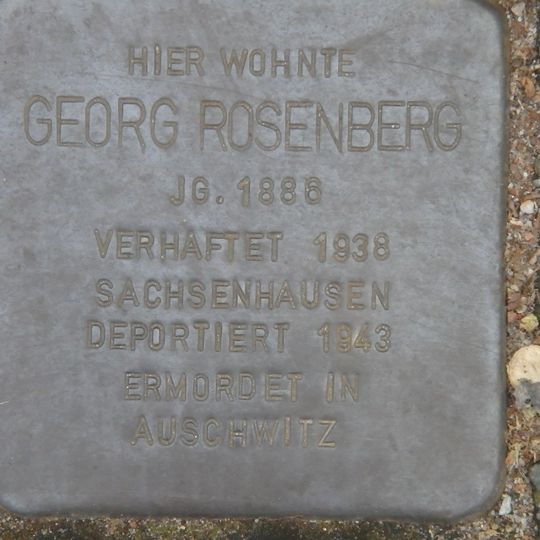 HIER WOHNTE
GEORG ROSENBERG
JG. 1886
VERHAFTET 1938
SACHSENHAUSEN
DEPORTIERT 1943
ERMORDET IN
AUSCHWITZ